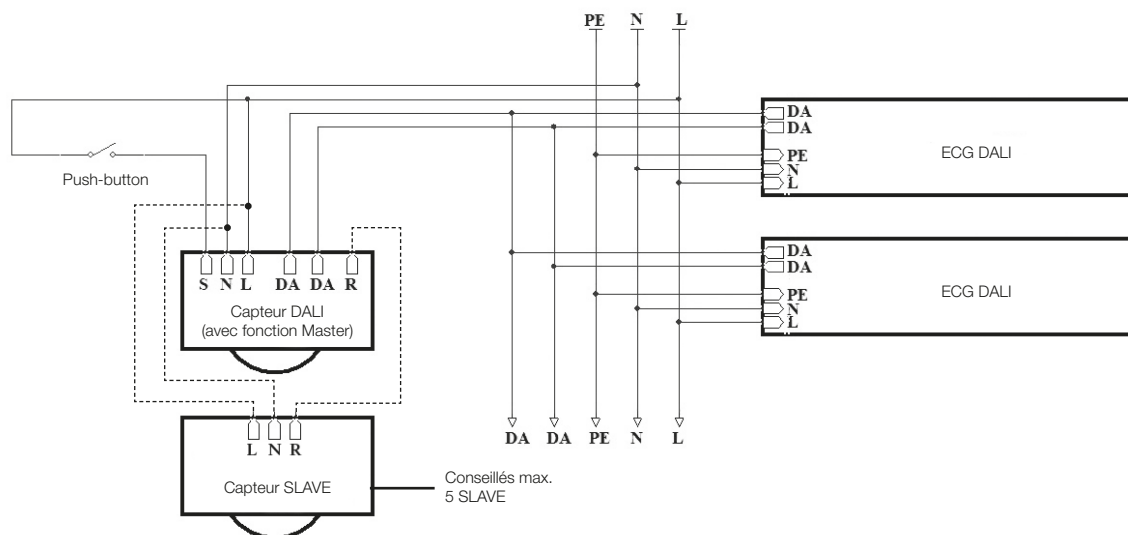 PE N L
DA
DA
PE
N
L
ECG DALI
Push-button
S N L DA DA R
Capteur DALI
(avec fonction Master)
DA
DA
PE
N
L
ECG DALI
DA DA PE N L
L N R
Capteur SLAVE
Conseillés max.
5 SLAVE